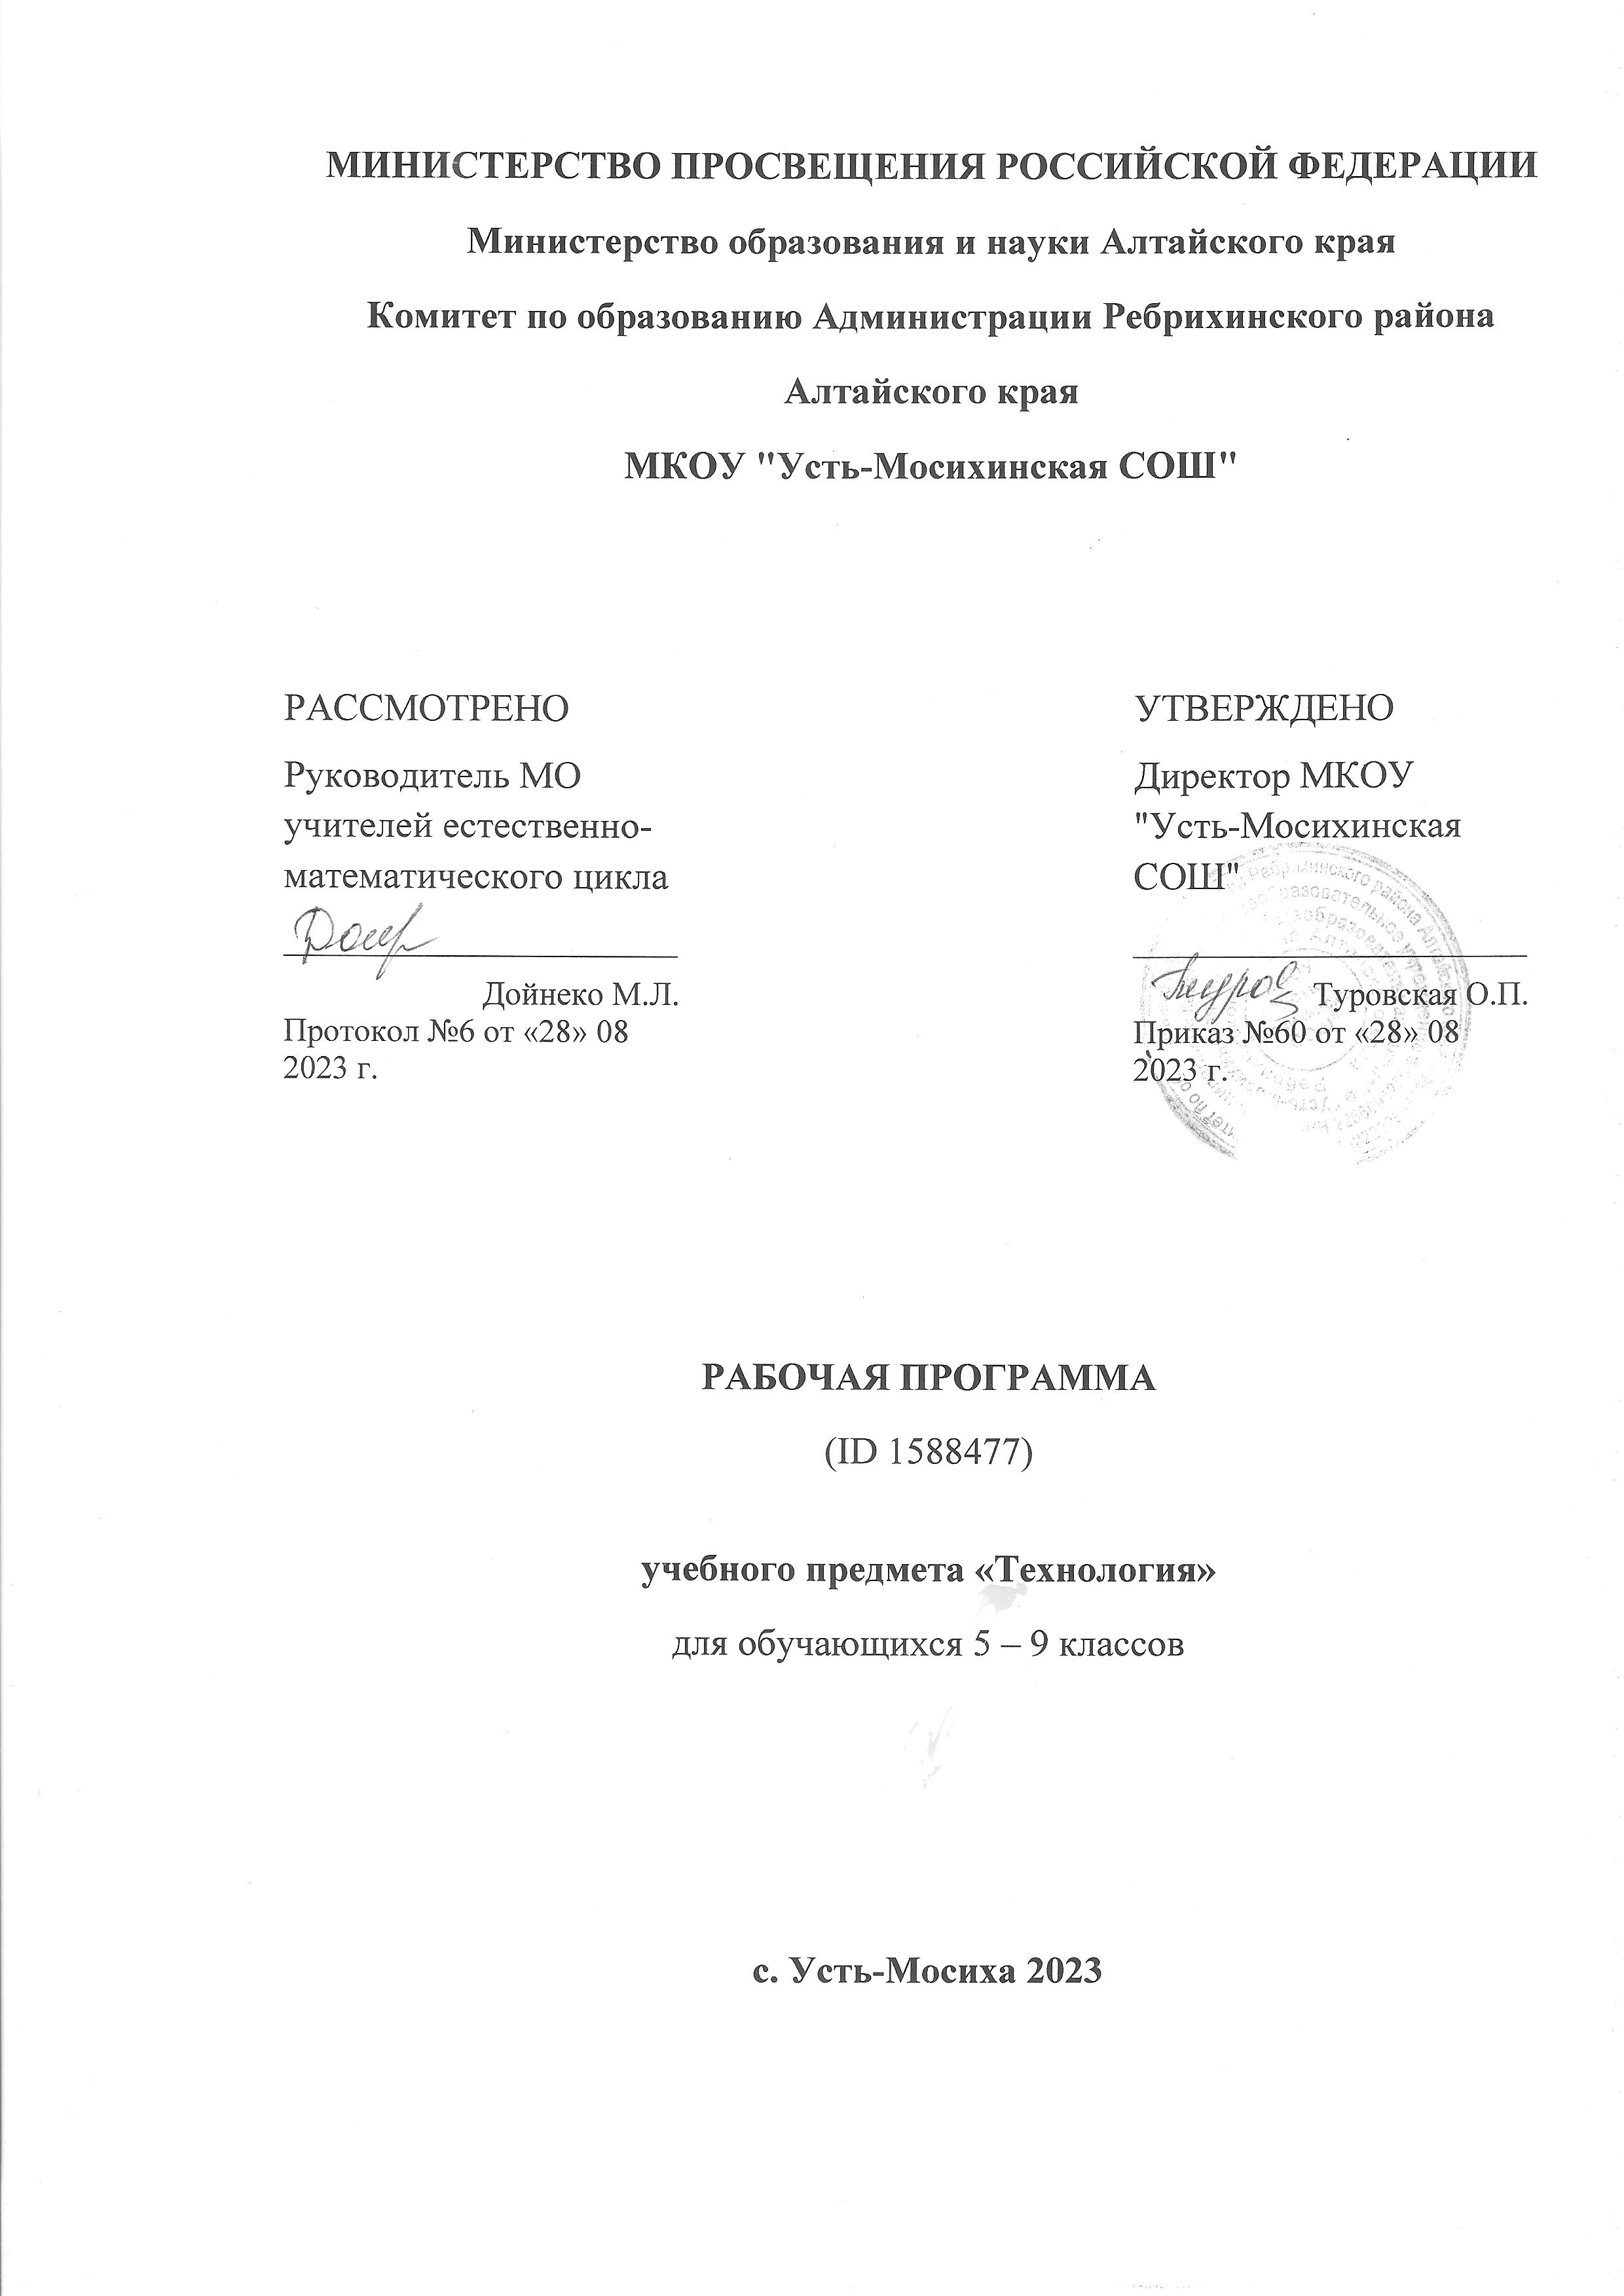 МИНИСТЕРСТВО ПРОСВЕЩЕНИЯ РОССИЙСКОЙ ФЕДЕРАЦИИ
Министерство образования и науки Алтайского края
Комитет по образованию Администрации Ребрихинского района
Алтайского края
МКОУ "Усть-Мосихинская СОШ"
РАССМОТРЕНО
Руководитель МО
учителей естественно-
математического цикла
Дойнеко М.Л.
Протокол №6 от «28» 08
2023 г.
УТВЕРЖДЕНО
Директор МКОУ
"Усть-Мосихинская
СОШ"
Туровская О.П.
Приказ №60 от «28» 08
2023 г.
Ребрихинского района
РАБОЧАЯ ПРОГРАММА
(ID 1588477)
учебного предмета «Технология»
для обучающихся 5 – 9 классов
с. Усть-Мосиха 2023